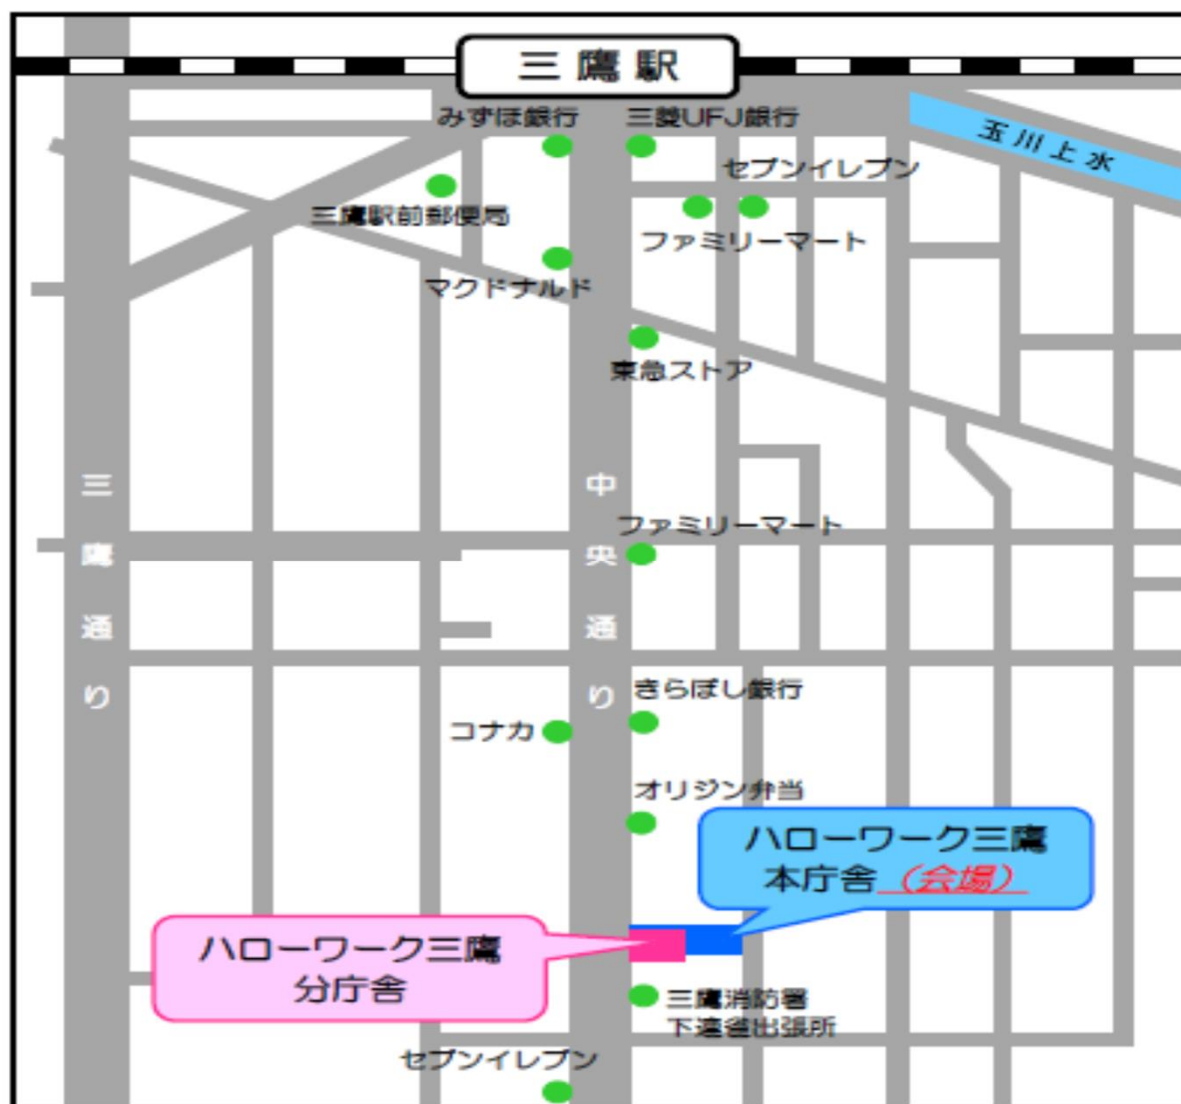 三鷹駅
みずほ銀行
三菱UFJ銀行
玉川上水
セブンイレブン
三鷹駅前郵便局
ファミリーマート
マクドナルド
東急ストア
三鷹通り
中央通り
ファミリーマート
きらぼし銀行
コナカ
オリジン弁当
ハローワーク三鷹
本庁舎（会場）
ハローワーク三鷹
分庁舎
三鷹消防署
下連雀出張所
セブンイレブン